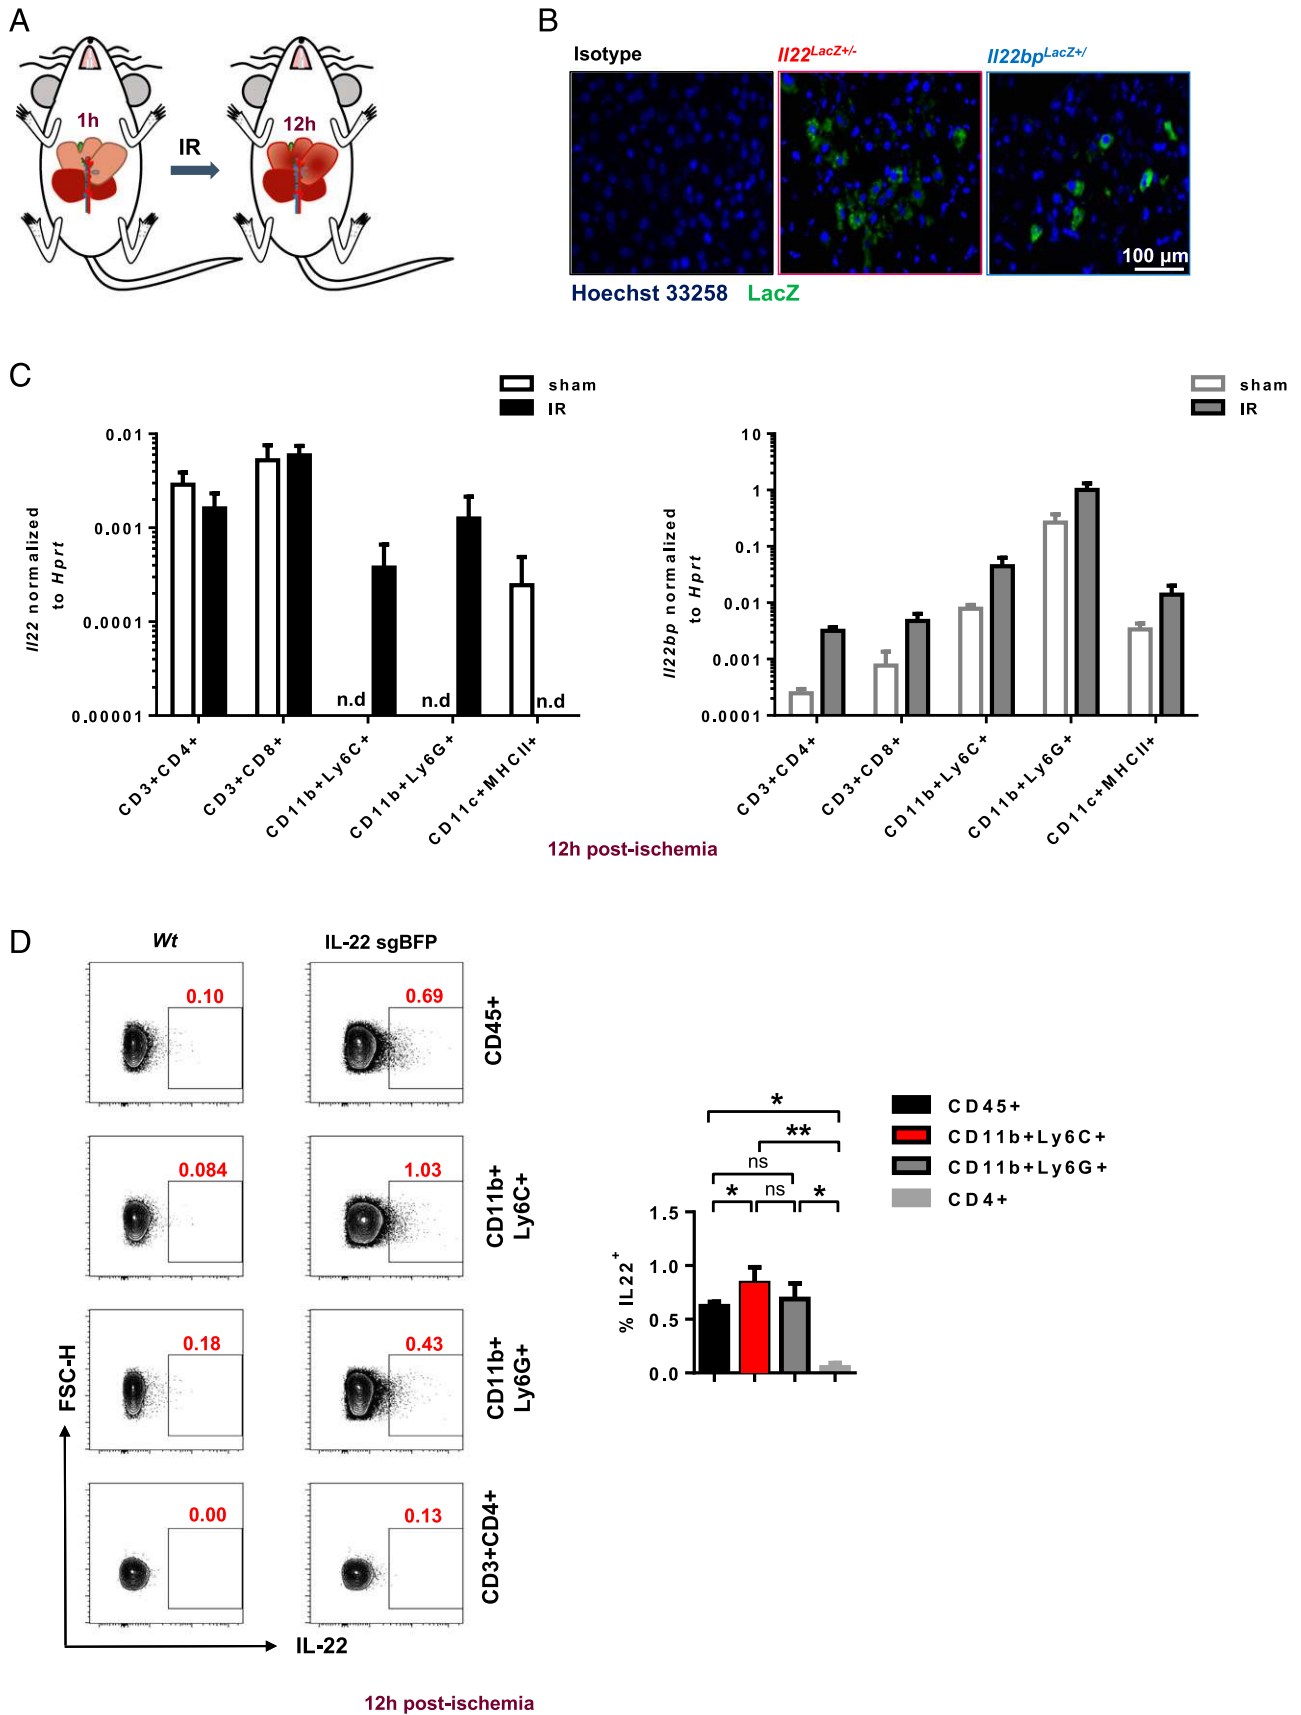 A
1h
IR
12h
B
Isotype
Il22LacZ+/-
Il22bpLacZ+/
100 µm
Hoechst 33258 LacZ
C
sham
IR
Il22 normalized
to Hprt
0.01
0.001
0.0001
0.00001
n.d
n.d
n.d
CD3+CD4+
CD3+CD8+
CD11b+Ly6C+
CD11b+Ly6G+
CD11c+MHCII+
sham
IR
Il22bp normalized
to Hprt
10
1
0.1
0.01
0.001
0.0001
CD3+CD4+
CD3+CD8+
CD11b+Ly6C+
CD11b+Ly6G+
CD11c+MHCII+
12h post-ischemia
D
Wt
IL-22 sgBFP
0.10
0.69
CD45+
0.084
1.03
CD11b+
Ly6C+
0.18
0.43
CD11b+
Ly6G+
0.00
0.13
CD3+CD4+
FSC-H
IL-22
*
**
ns
*
ns
*
% IL22+
1.5
1.0
0.5
0.0
CD45+
CD11b+Ly6C+
CD11b+Ly6G+
CD4+
12h post-ischemia